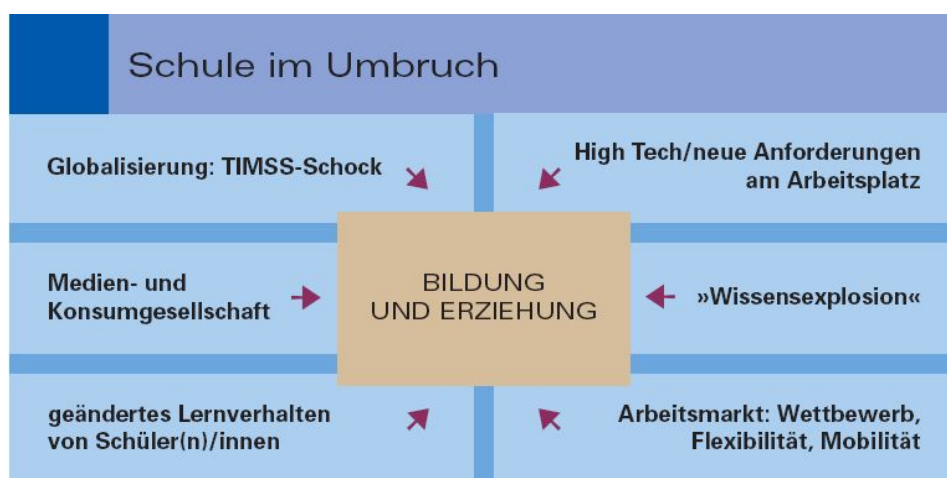 Schule im Umbruch
Globalisierung: TIMSS-Schock
High Tech/neue Anforderungen
am Arbeitsplatz
Medien- und
Konsumgesellschaft
BILDUNG
UND ERZIEHUNG
»Wissensexplosion«
geändertes Lernverhalten
von Schüler(n)/innen
Arbeitsmarkt: Wettbewerb,
Flexibilität, Mobilität